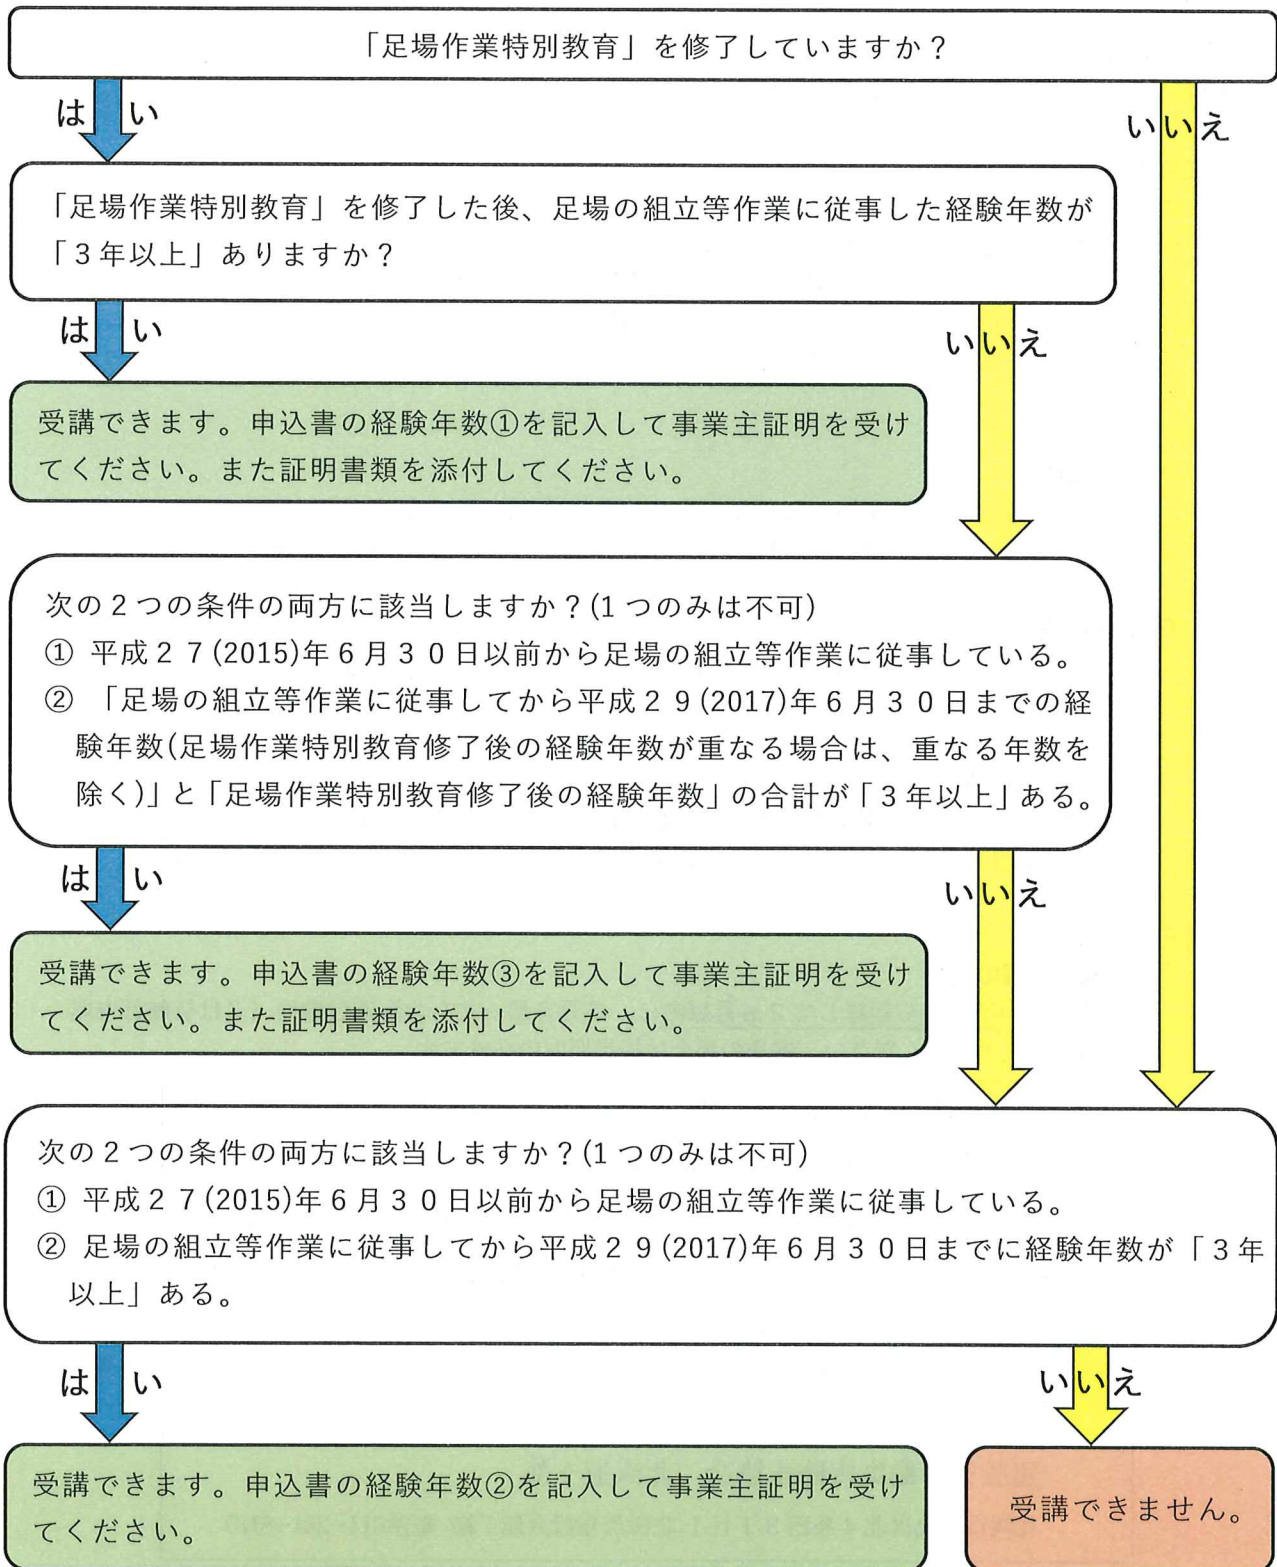 「足場作業特別教育」を修了していますか？
はい
いいえ
「足場作業特別教育」を修了した後、足場の組立等作業に従事した経験年数が
「３年以上」ありますか？
はい
いいえ
受講できます。申込書の経験年数①を記入して事業主証明を受け
てください。また証明書類を添付してください。
次の２つの条件の両方に該当しますか？(1つのみは不可)
① 平成２７(2015)年６月３０日以前から足場の組立等作業に従事している。
② 「足場の組立等作業に従事してから平成２９(2017)年６月３０日までの経
験年数(足場作業特別教育修了後の経験年数が重なる場合は、重なる年数を
除く)」と「足場作業特別教育修了後の経験年数」の合計が「３年以上」ある。
はい
いいえ
受講できます。申込書の経験年数③を記入して事業主証明を受け
てください。また証明書類を添付してください。
次の２つの条件の両方に該当しますか？(1つのみは不可)
① 平成２７(2015)年６月３０日以前から足場の組立等作業に従事している。
② 足場の組立等作業に従事してから平成２９(2017)年６月３０日までに経験年数が「３年
以上」ある。
はい
いいえ
受講できます。申込書の経験年数②を記入して事業主証明を受け
てください。
受講できません。